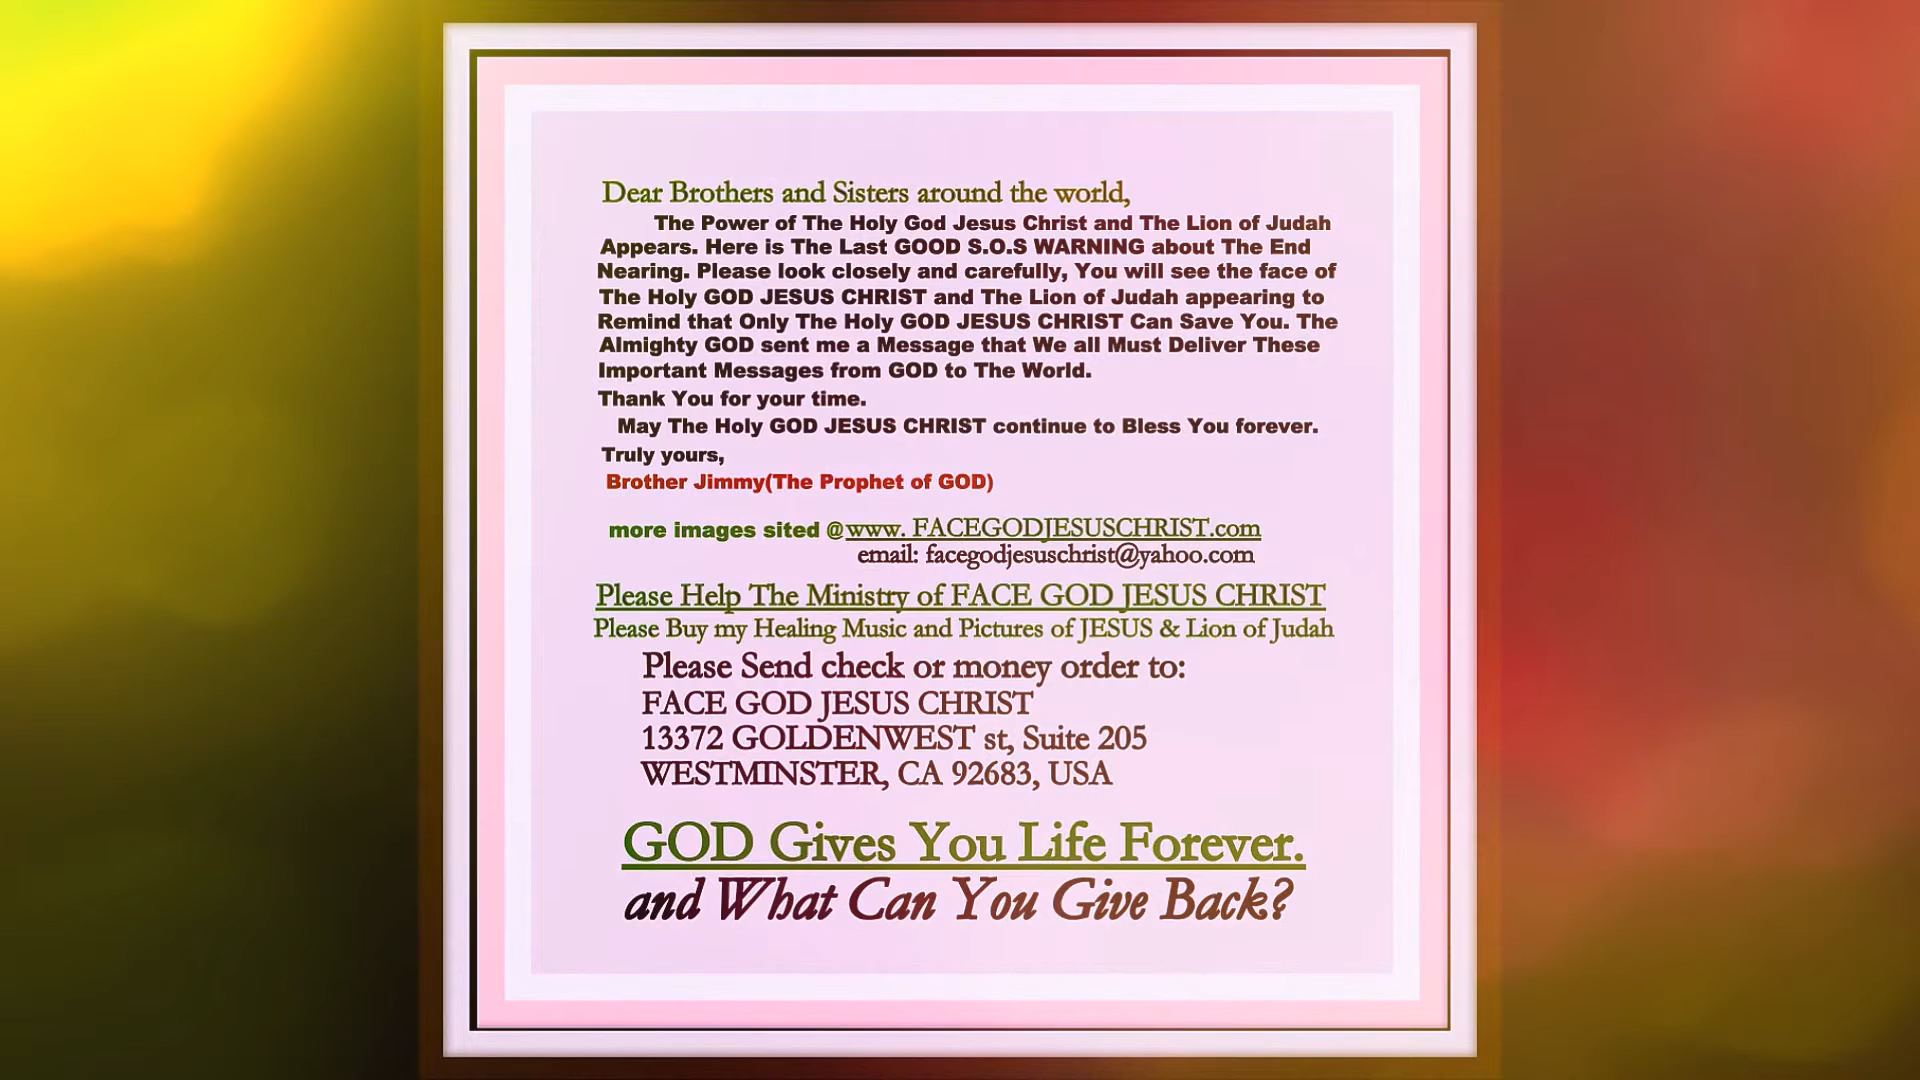 Dear Brothers and Sisters around the world,
The Power of The Holy God Jesus Christ and The Lion of Judah
Appears. Here is The Last GOOD S.O.S WARNING about The End
Nearing. Please look closely and carefully, You will see the face of
The Holy GOD JESUS CHRIST and The Lion of Judah appearing to
Remind that Only The Holy GOD JESUS CHRIST Can Save You. The
Almighty GOD sent me a Message that We all Must Deliver These
Important Messages from GOD to The World.
Thank You for your time.
May The Holy GOD JESUS CHRIST continue to Bless You forever.
Truly yours,
Brother Jimmy(The Prophet of GOD)
more images sited @www. FACEGODJESUSCHRIST.com
email: facegodjesuschrist@yahoo.com
Please Help The Ministry of FACE GOD JESUS CHRIST
Please Buy my Healing Music and Pictures of JESUS & Lion of Judah
Please Send check or money order to:
FACE GOD JESUS CHRIST
13372 GOLDENWEST st, Suite 205
WESTMINSTER, CA 92683, USA
GOD Gives You Life Forever.
and What Can You Give Back?